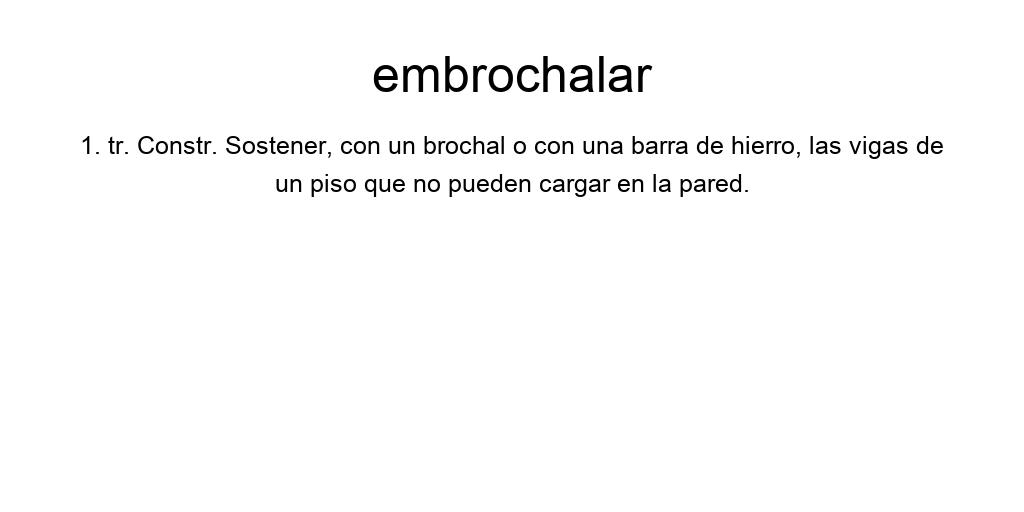 embrochalar
1. tr. Constr. Sostener, con un brochal o con una barra de hierro, las vigas de
un piso que no pueden cargar en la pared.